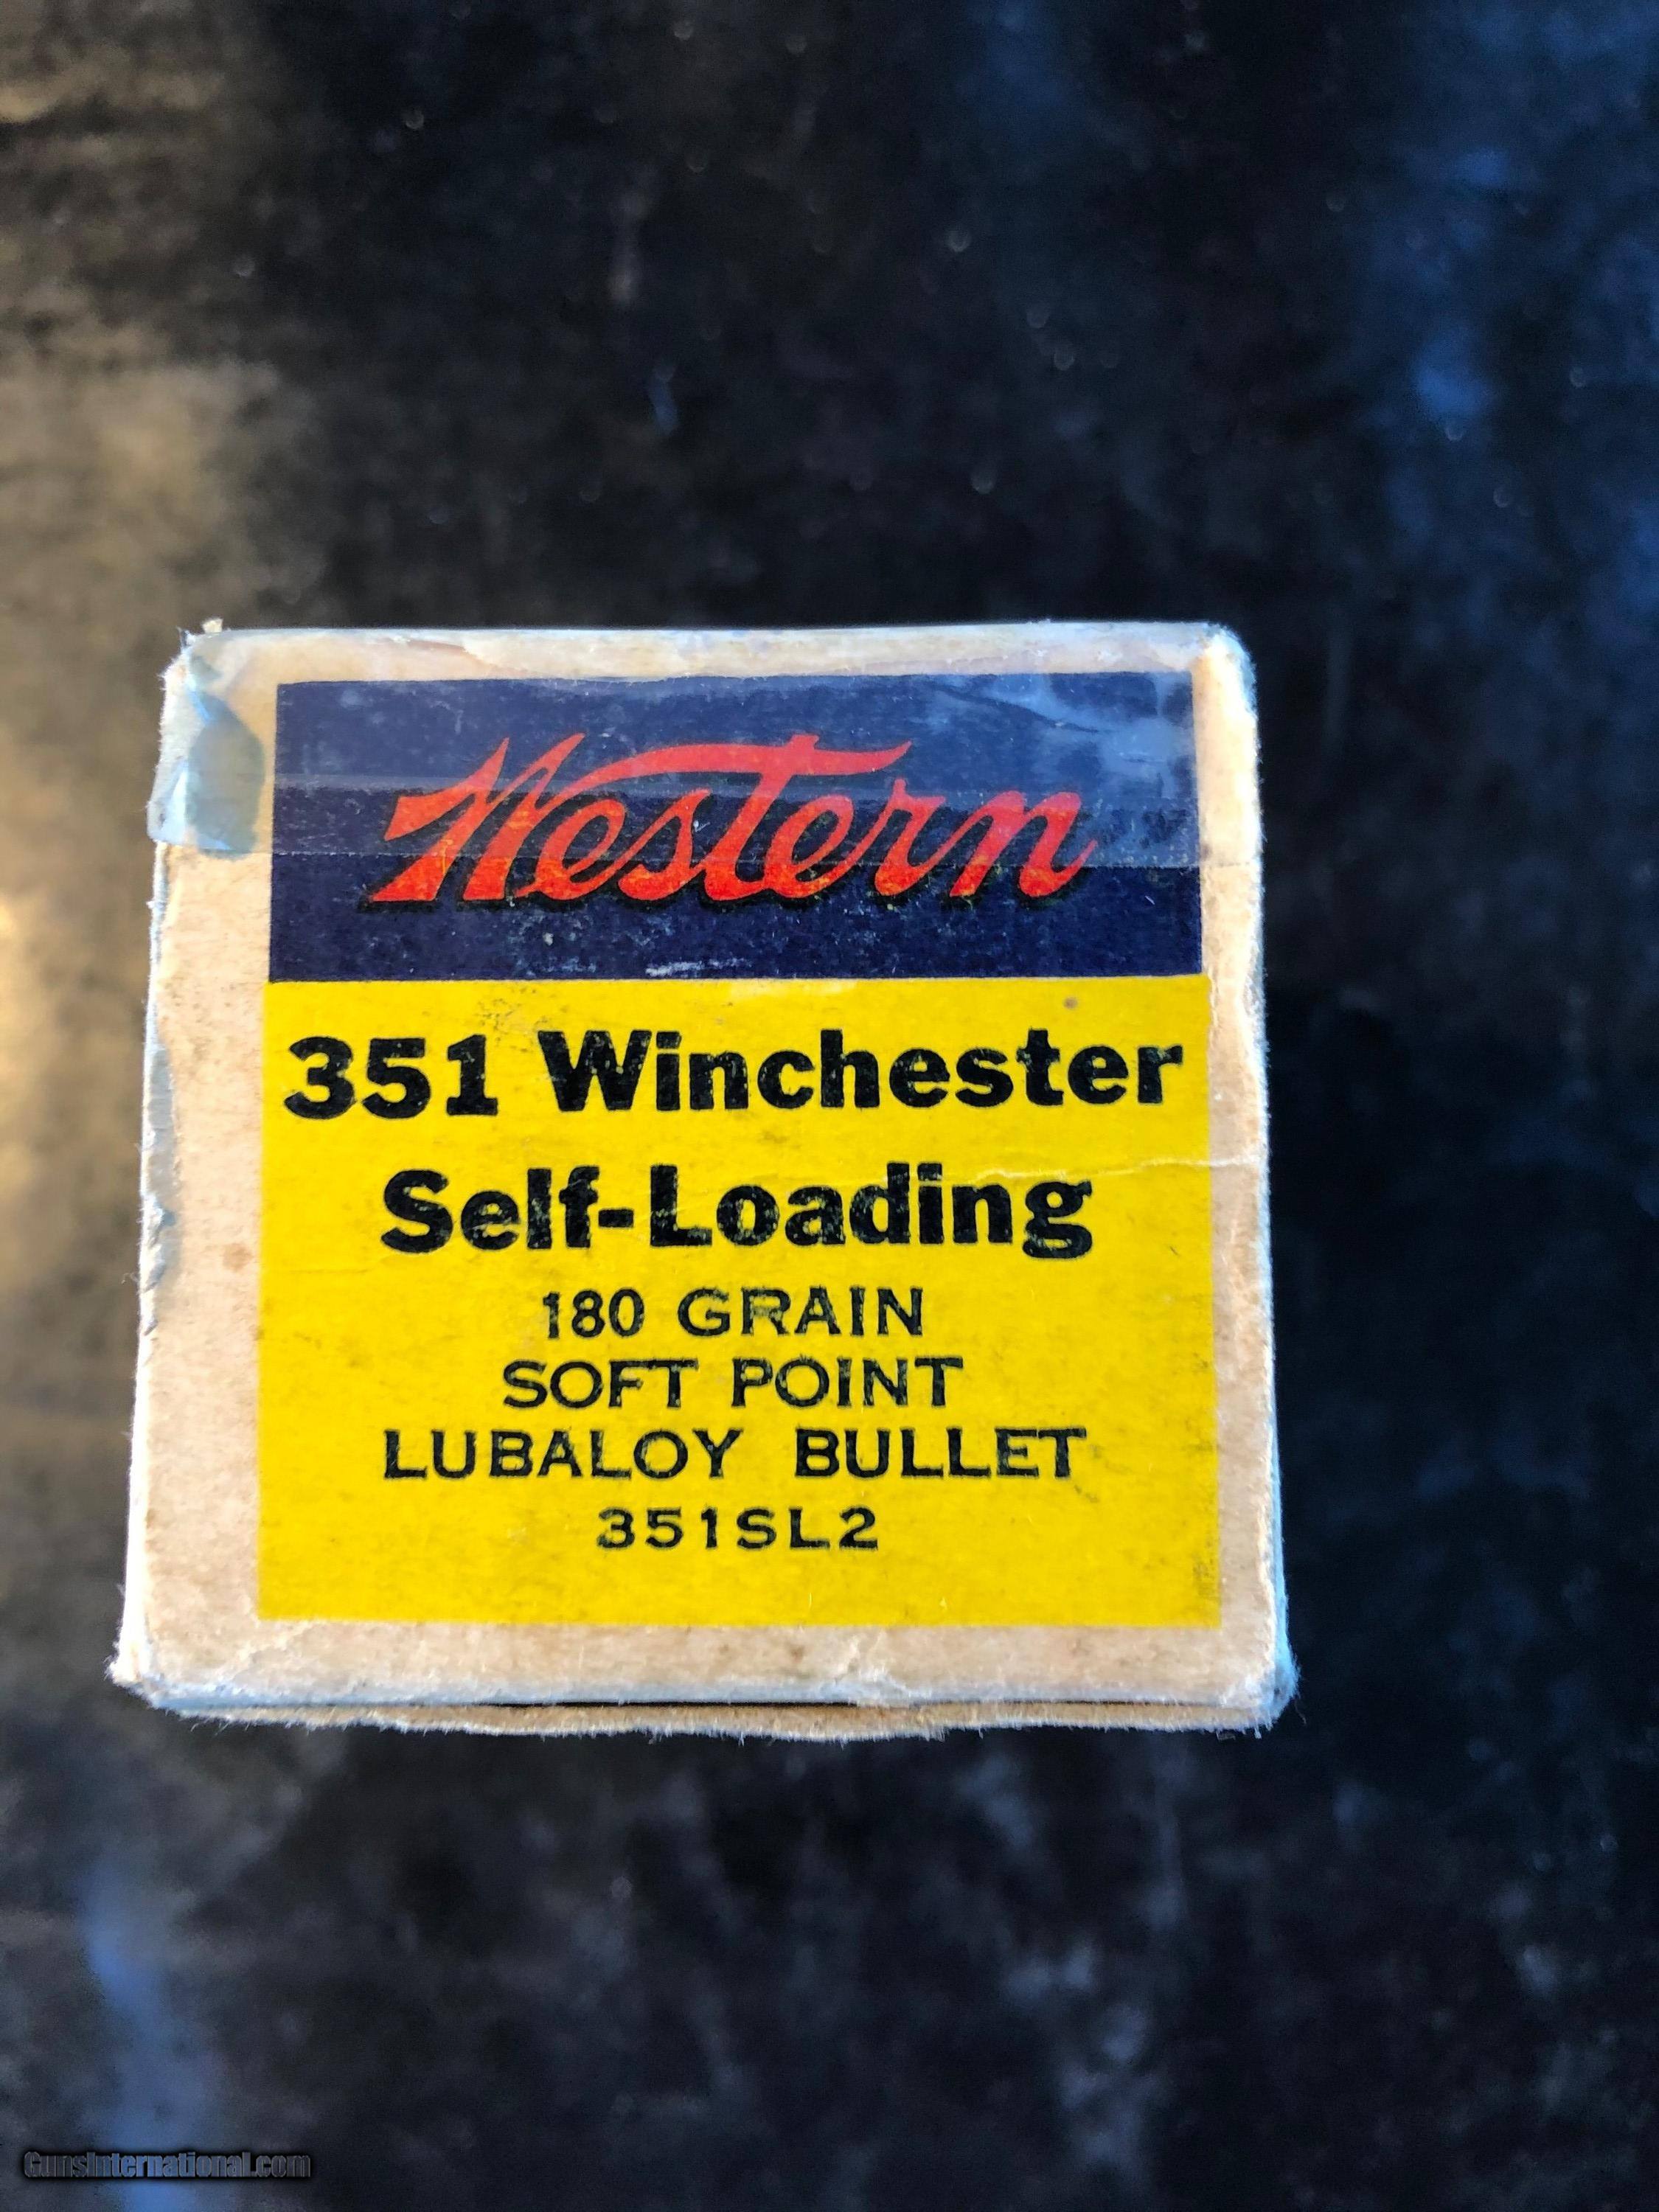 Western
351 Winchester
Self-Loading
180 GRAIN
SOFT POINT
LUBALOY BULLET
351SL2
GunsInternational.com